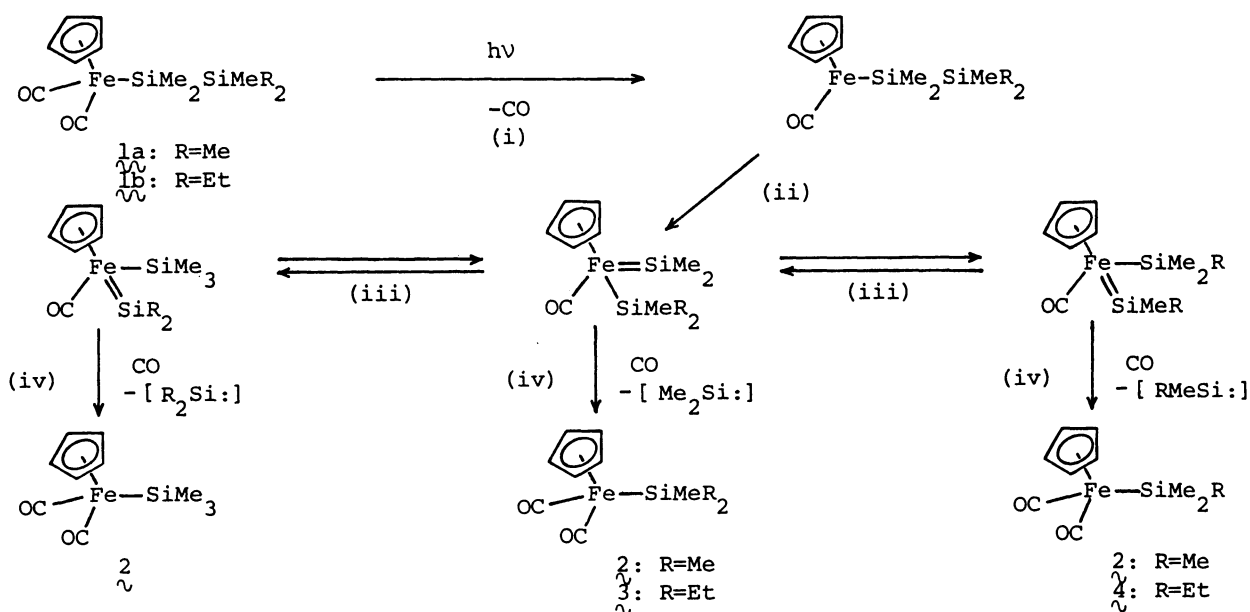 hν
Fe-SiMe2SiMeR2
OC
OC
-CO
(i)
Fe-SiMe2SiMeR2
OC
1a: R=Me
1b: R=Et
(ii)
Fe-SiMe3
OC
SiR2
(iii)
Fe=SiMe2
OC
SiMeR2
(iii)
Fe-SiMe2R
OC
SiMeR
(iv)
CO
-[ R2Si:]
(iv)
CO
-[ Me2Si:]
(iv)
CO
-[ RMeSi:]
Fe-SiMe3
OC
OC
2
Fe-SiMeR2
OC
OC
2: R=Me
3: R=Et
Fe-SiMe2R
OC
OC
2: R=Me
4: R=Et